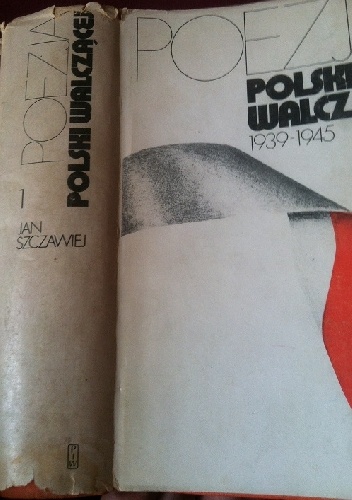 POEZJA
POLSKI WALCZĄCEJ
1
JAN
SZCZAWIEJ
POEZJ
POLSKI
WALCZ
1939-1945